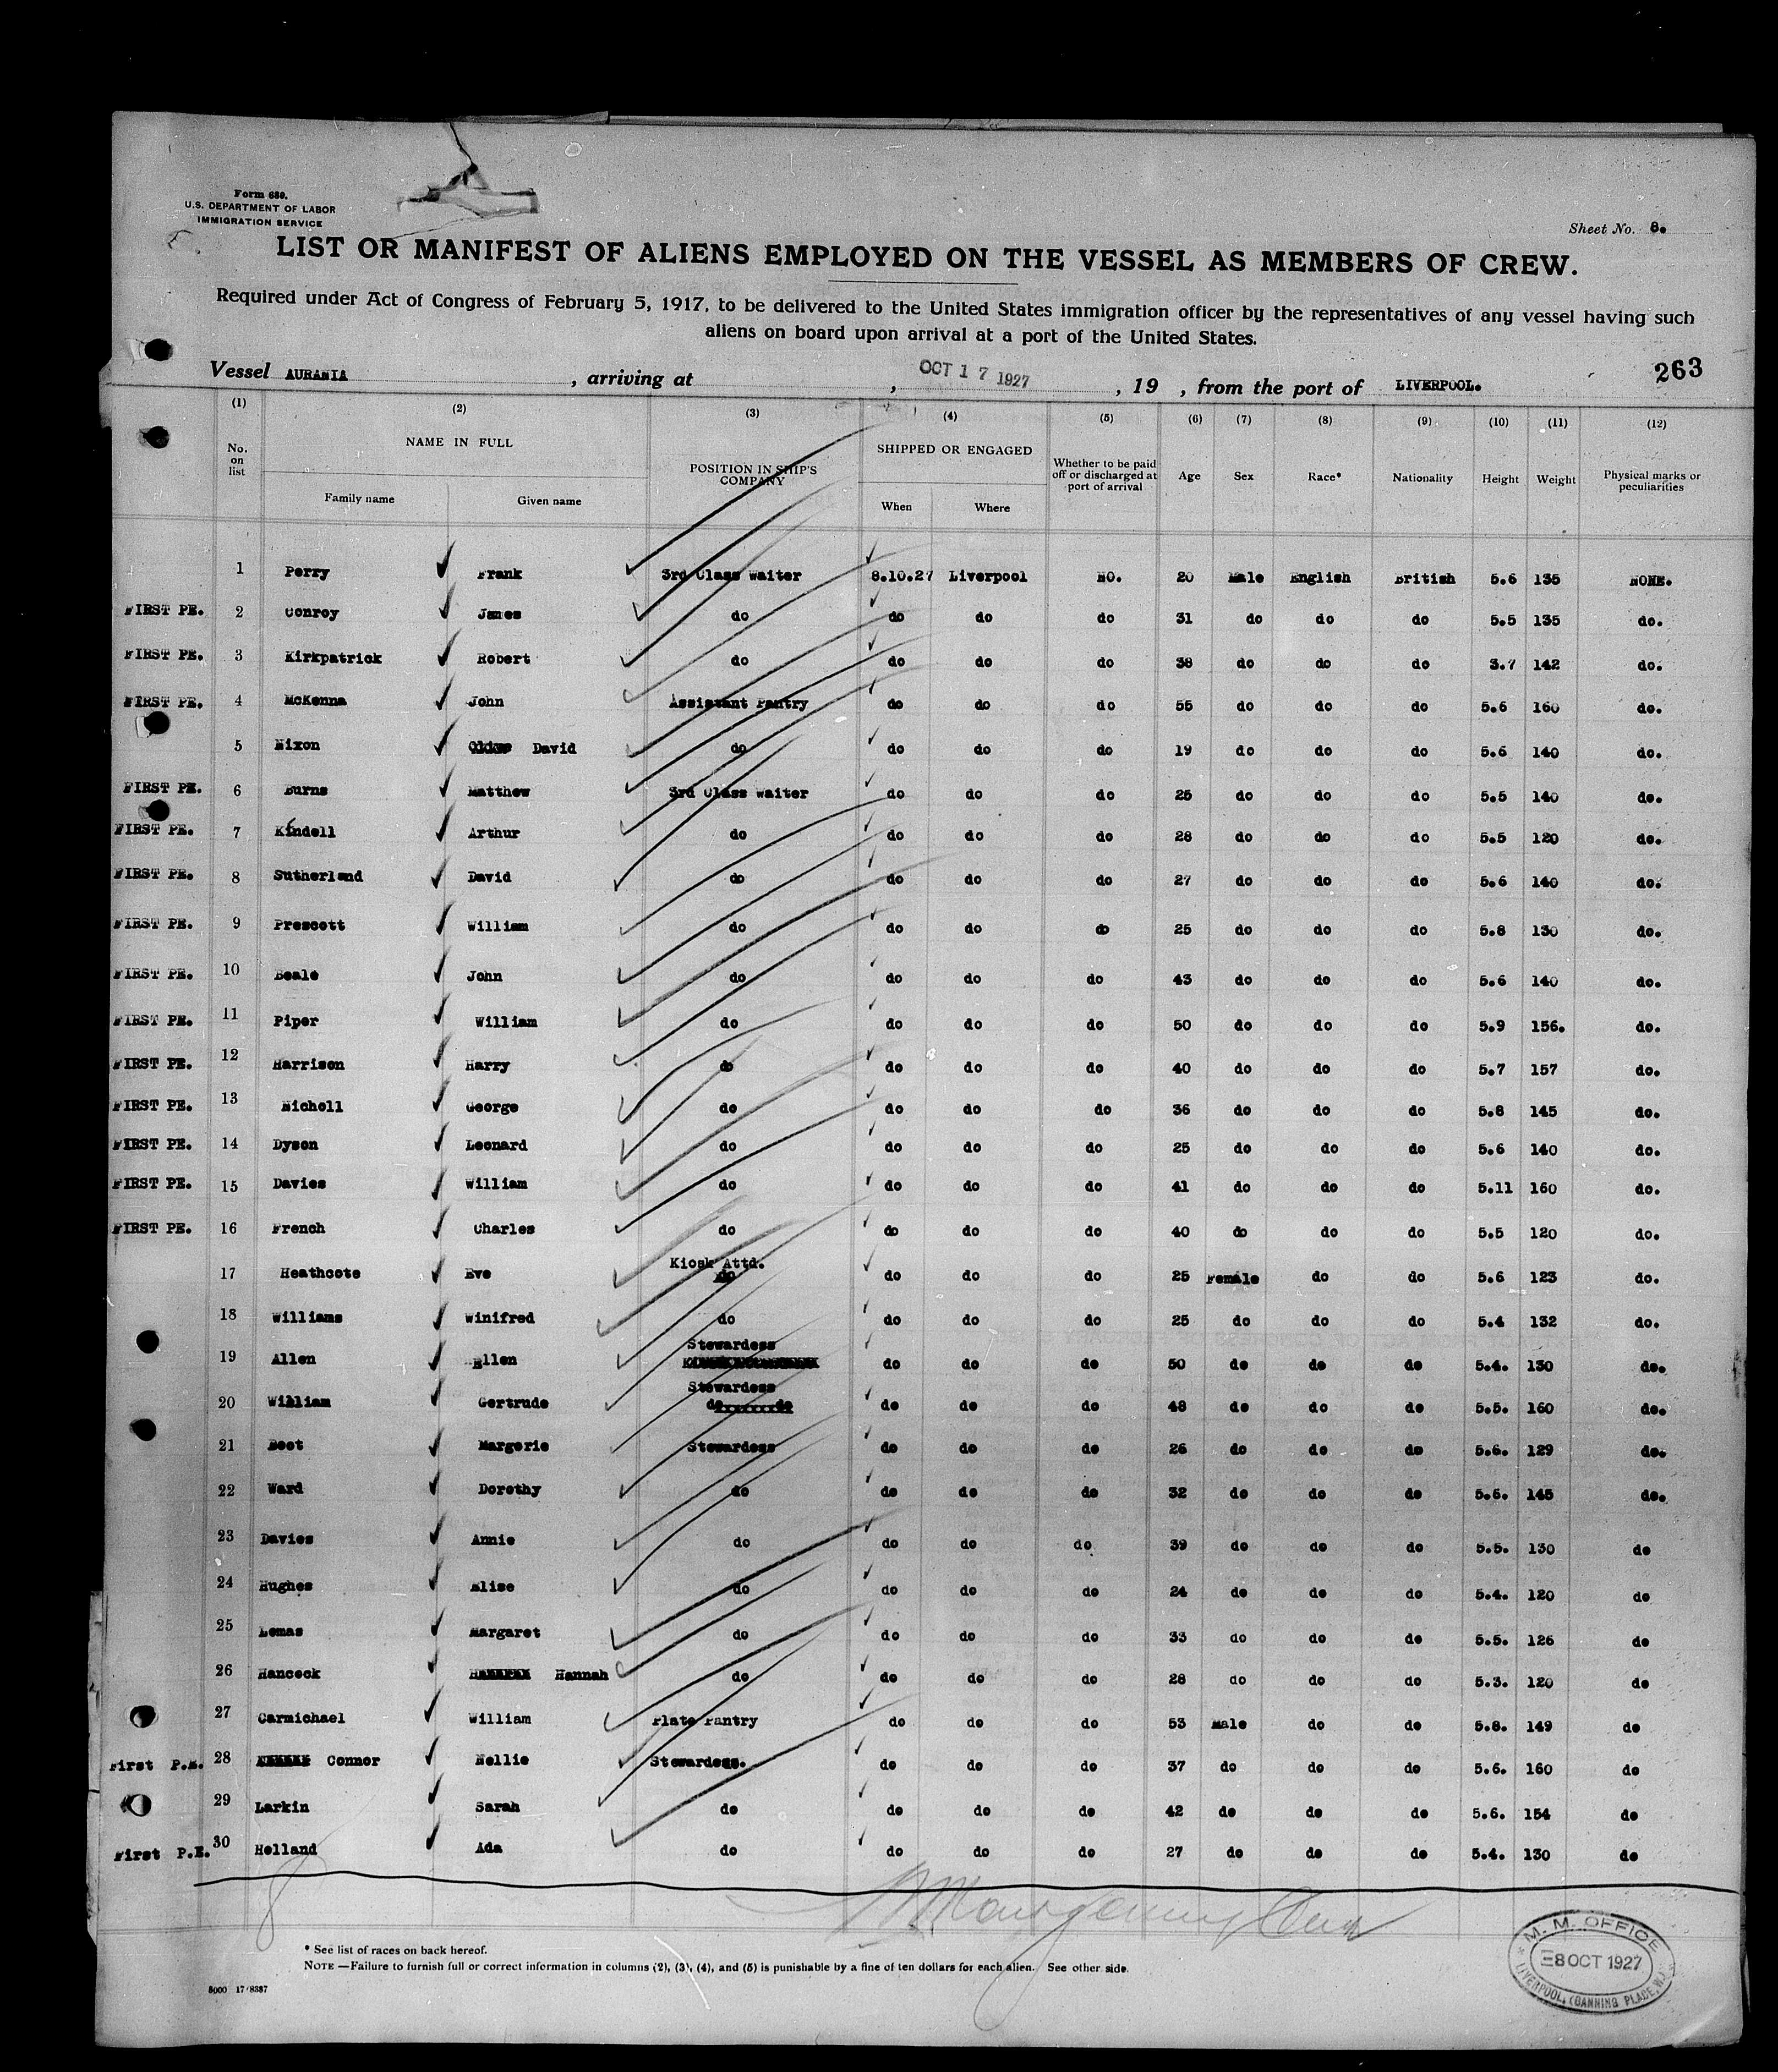 Form 689.
U.S. DEPARTMENT OF LABOR
IMMIGRATION SERVICE
Sheet No. 8.
LIST OR MANIFEST OF ALIENS EMPLOYED ON THE VESSEL AS MEMBERS OF CREW.
Required under Act of Congress of February 5, 1917, to be delivered to the United States immigration officer by the representatives of any vessel having such
aliens on board upon arrival at a port of the United States.
263
Vessel AURANIA, arriving at , OCT 17 1927, 19 , from the port of LIVERPOOL.
(1) (2) (3) (4) (5) (6) (7) (8) (9) (10) (11) (12)
No. on list NAME IN FULL Family name Given name POSITION IN SHIP'S COMPANY SHIPPED OR ENGAGED When Where Whether to be paid off or discharged at port of arrival Age Sex Race* Nationality Height Weight Physical marks or peculiarities
1 Perry Frank 3rd Class Waiter 8.10.27 Liverpool NO. 20 Male English British 5.6 135 NONE.
FIRST PE. 2 Conroy James do do do do 31 do do do 5.5 135 do.
FIRST PE. 3 Kirkpatrick Robert do do do do 38 do do do 3.7 142 do.
FIRST PE. 4 McKenna John Assistant Pantry do do do 55 do do do 5.6 160 do.
5 Nixon David do do do do 19 do do do 5.6 140 do.
FIRST PE. 6 Burns Matthew 3rd Class Waiter do do do 25 do do do 5.5 140 do.
FIRST PE. 7 Kindell Arthur do do do do 28 do do do 5.5 120 do.
FIRST PE. 8 Sutherland David do do do do 27 do do do 5.6 140 do.
FIRST PE. 9 Prescott William do do do do 25 do do do 5.8 130 do.
FIRST PE. 10 Beale John do do do do 43 do do do 5.6 140 do.
FIRST PE. 11 Piper William do do do do 50 do do do 5.9 156. do.
FIRST PE. 12 Harrison Harry do do do do 40 do do do 5.7 157 do.
FIRST PE. 13 Nicholl George do do do do 36 do do do 5.8 145 do.
FIRST PE. 14 Dyson Leonard do do do do 25 do do do 5.6 140 do.
FIRST PE. 15 Davies William do do do do 41 do do do 5.11 160 do.
FIRST PE. 16 French Charles do do do do 40 do do do 5.5 120 do.
17 Heathcote Eve Kiosk Attd. do do do 25 Female do do 5.6 123 do.
18 Williams Winifred do do do do 25 do do do 5.4 132 do.
19 Allen Ellen Stewardess do do do 50 do do do 5.4. 130 do.
20 William Gertrude Stewardess do do do 48 do do do 5.5. 160 do.
21 Boot Margerie Stewardess do do do 26 do do do 5.6. 129 do.
22 Ward Dorothy do do do do 32 do do do 5.6. 145 do.
23 Davies Annie do do do do 39 do do do 5.5. 130 do
24 Hughes Alise do do do do 24 do do do 5.4. 120 do
25 Lomas Margaret do do do do 33 do do do 5.5. 126 do
26 Hancock Hannah do do do do 28 do do do 5.3. 120 do
27 Carmichael William Plate Pantry do do do 53 Male do do 5.8. 149 do
First P.E. 28 Connor Nellie Stewardess. do do do 37 do do do 5.6. 160 do
29 Larkin Sarah do do do do 42 do do do 5.6. 154 do
First P.E. 30 Holland Ada do do do do 27 do do do 5.4. 130 do
8
* See list of races on back hereof.
NOTE—Failure to furnish full or correct information in columns (2), (3), (4), and (5) is punishable by a fine of ten dollars for each alien. See other side.
5000 17-8387
M. M. OFFICE
8 OCT 1927
LIVERPOOL, (CANNING PLACE, W.)